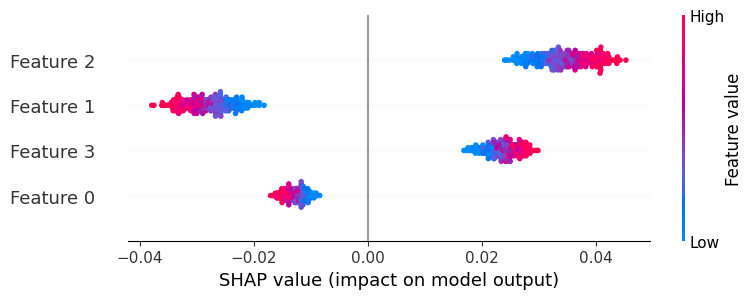 High
Feature 2
Feature 1
Feature 3
Feature 0
Feature value
Low
−0.04 −0.02 0.00 0.02 0.04
SHAP value (impact on model output)